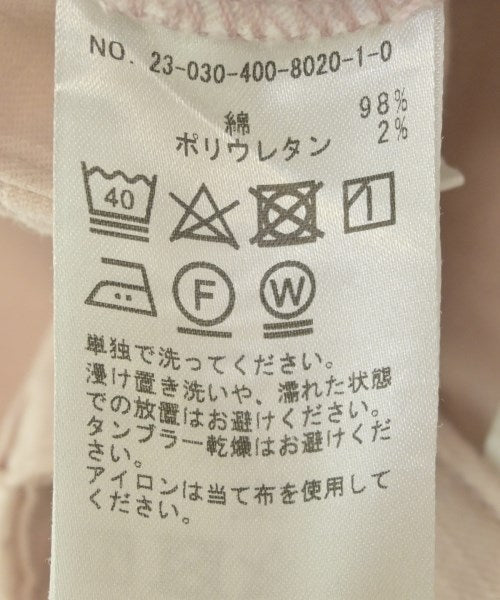 NO. 23-030-400-8020-1-0
綿 98%
ポリウレタン 2%
40
F W
単独で洗ってください。
浸け置き洗いや、濡れた状態
での放置はお避けください。
タンブラー乾燥はお避けくだ
さい。
アイロンは当て布を使用して
ください。